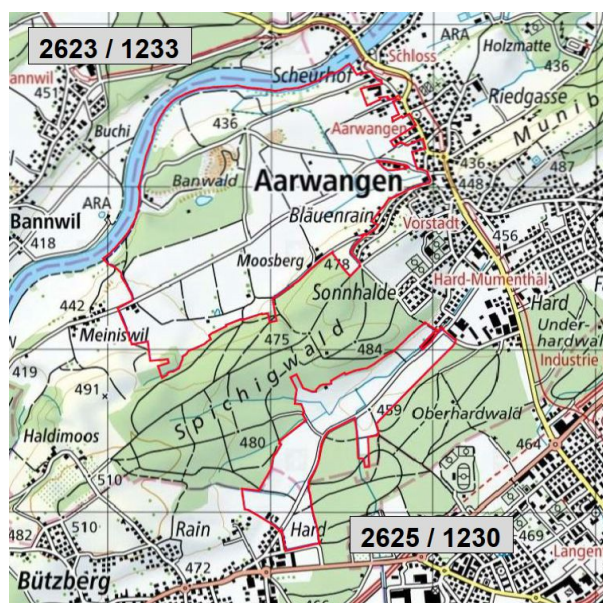 2623 / 1233
ARA
Holzmatte
Schloss
Scheurhof
436
annwil
451
Riedgasse
Buchi
436
Aarwangen
Munib
Banwald
436
487
Aarwangen
448
ARA
Bannwil
Bläuenrain
Vorstadt
456
418
Moosberg
478
Hard-Mumenthal
Sonnhalde
442
Hard
F
Meiniswil
475
484
Under-
hardwal
W
419
Industrie
491
Spichigwald
459
Oberhardwald
Haldimoos
480
464
510
510
482
Rain
Hard
2625 / 1230
469
Langen
472
Bützberg
466